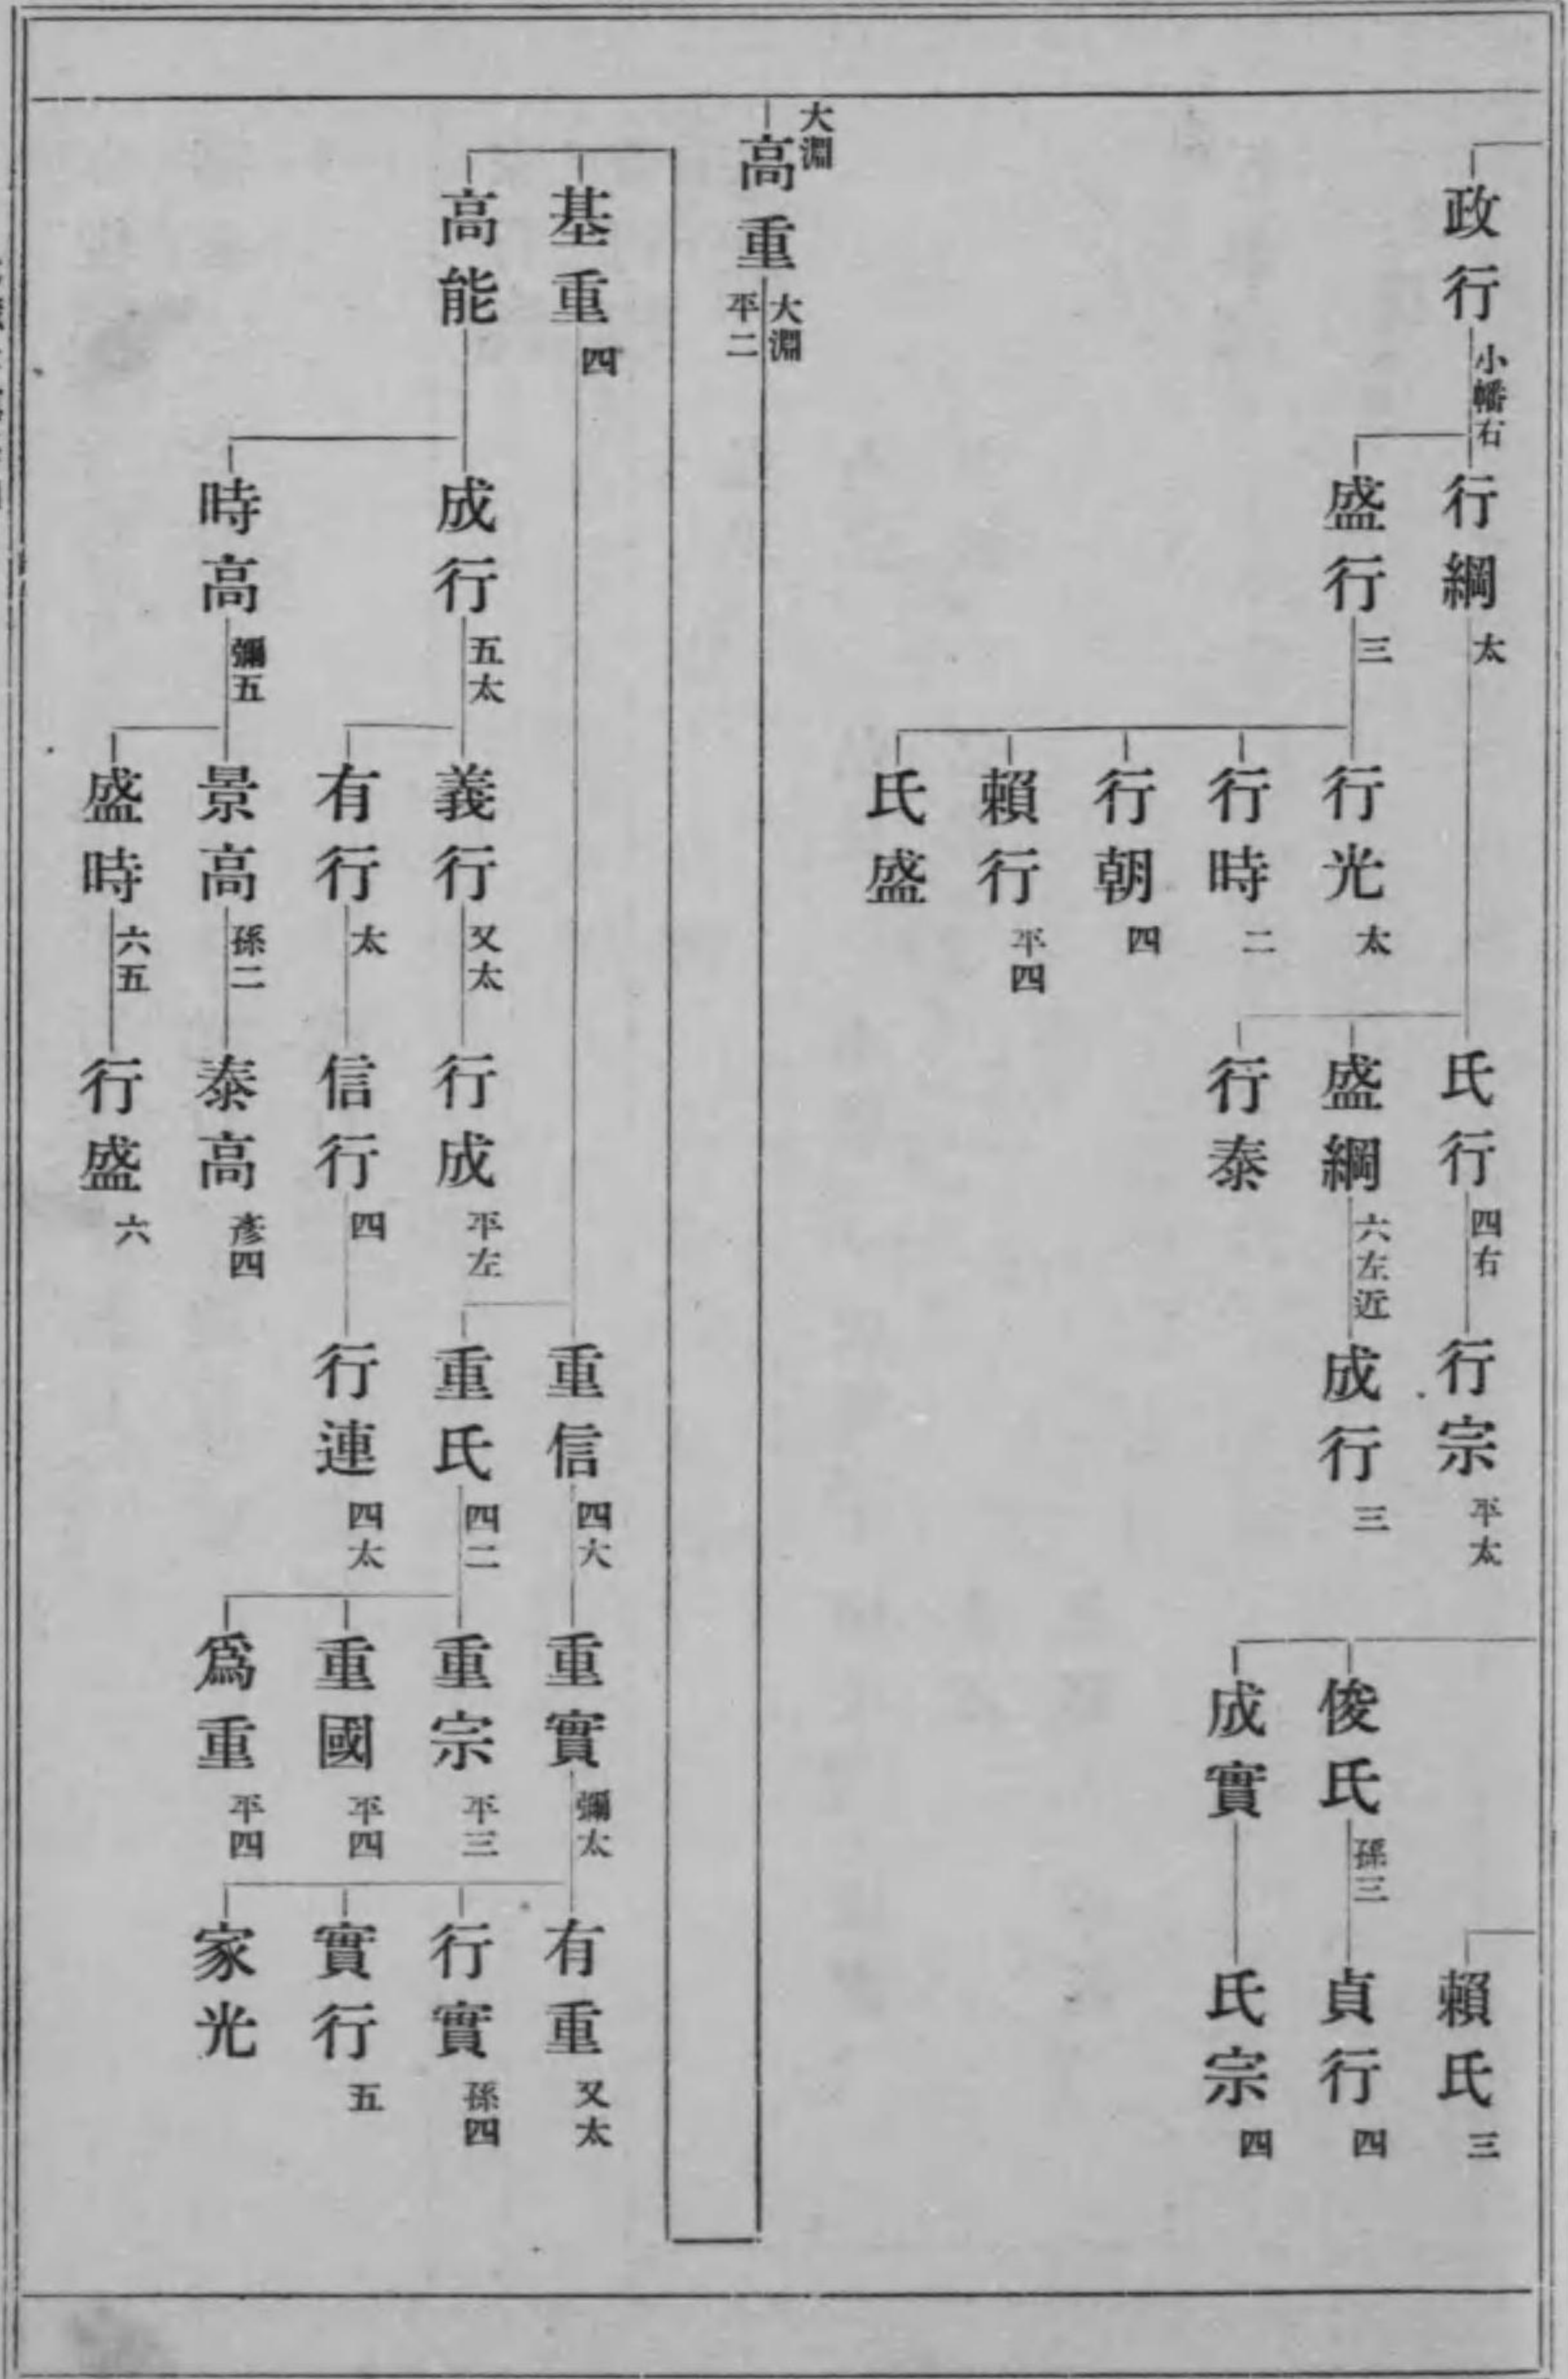 政行 小幡右
行綱 太
氏行 四右
行宗 平太
頼氏 三
盛行 三
行光 太
盛綱 六左近
成行 三
俊氏 孫三
貞行 四
行時 二
行泰
成實
氏宗 四
行朝 四
頼行 平四
氏盛
大淵
高重 大淵 平二
基重 四
重信 四大
重實 彌太
有重 又太
高能
成行 五太
義行 又太
行成 平左
重氏 四二
重宗 平三
行實 孫四
有行 太
信行 四
行連 四太
重國 平四
實行 五
時高 彌五
景高 孫二
泰高 彥四
爲重 平四
家光
盛時 六五
行盛 六